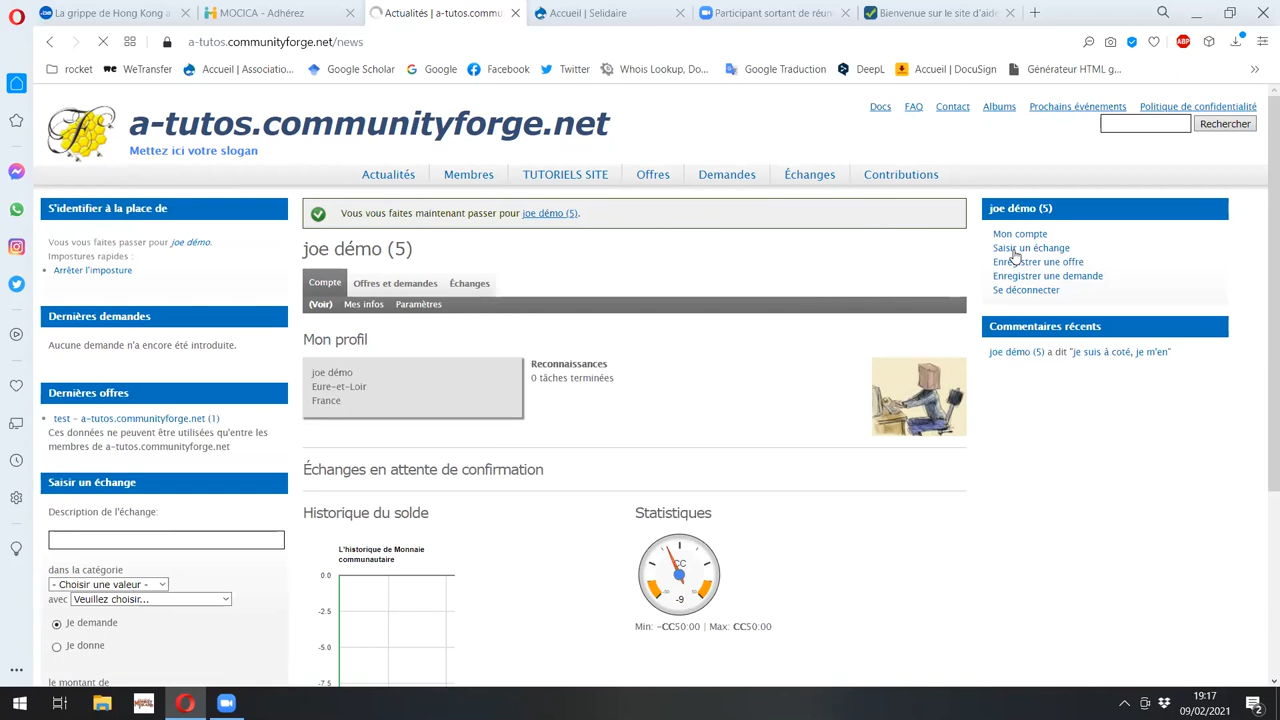 La grippe de Hong Kong a
MOCICA - Adhérez
Actualités | a-tutos.commu
Accueil | Selidaire
Participant sortant de réun
Bienvenue sur le site d'aide
a-tutos.communityforge.net/news
rocket
WeTransfer
Accueil | Associatio...
Google Scholar
Google
Facebook
Twitter
Whois Lookup, Do...
Google Traduction
DeepL
Accueil | DocuSign
Générateur HTML g...
Docs FAQ Contact Albums Prochains événements Politique de confidentialité
a-tutos.communityforge.net
Rechercher
Mettez ici votre slogan
Actualités Membres TUTORIELS SITE Offres Demandes Échanges Contributions
S'identifier à la place de
Vous vous faites passer pour joe démo.
Impostures rapides :
Arrêter l'imposture
Dernières demandes
Aucune demande n'a encore été introduite.
Dernières offres
test - a-tutos.communityforge.net (1)
Ces données ne peuvent être utilisées qu'entre les
membres de a-tutos.communityforge.net
Saisir un échange
Description de l'échange:
dans la catégorie
- Choisir une valeur -
avec Veuillez choisir...
Je demande
Je donne
le montant de
Vous vous faites maintenant passer pour joe démo (5).
joe démo (5)
Compte Offres et demandes Échanges
(Voir) Mes infos Paramètres
Mon profil
joe démo
Eure-et-Loir
France
Reconnaissances
0 tâches terminées
Échanges en attente de confirmation
Historique du solde
L'historique de Monnaie
communautaire
0.0
-2.5
-5.0
-7.5
Statistiques
CC
-9
Min: -CC50:00 | Max: CC50:00
joe démo (5)
Mon compte
Saisir un échange
Enregistrer une offre
Enregistrer une demande
Se déconnecter
Commentaires récents
joe démo (5) a dit "je suis à coté, je m'en"
ABP
19:17
09/02/2021
2